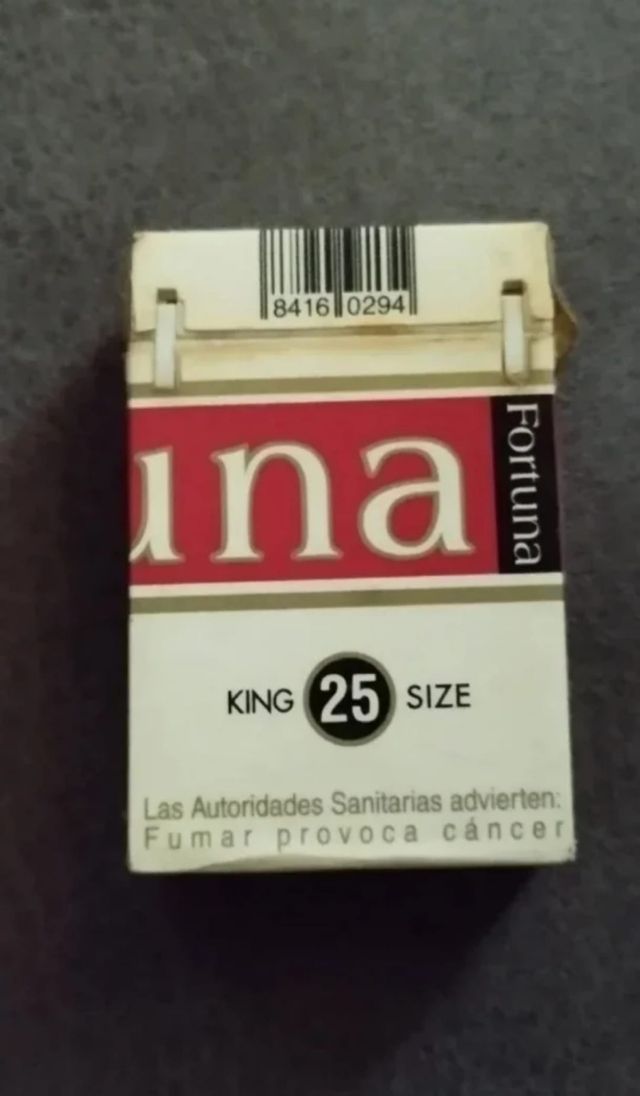 8416 0294
una
Fortuna
KING 25 SIZE
Las Autoridades Sanitarias advierten:
Fumar provoca cáncer